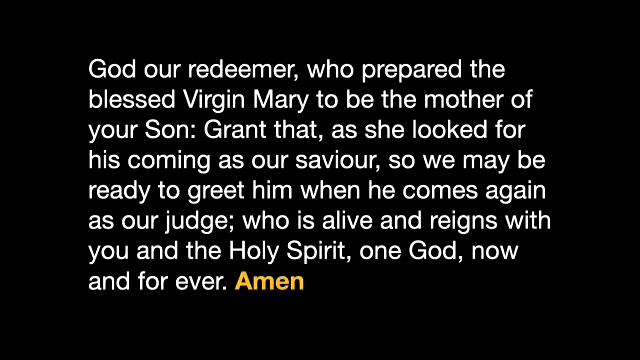 God our redeemer, who prepared the
blessed Virgin Mary to be the mother of
your Son: Grant that, as she looked for
his coming as our saviour, so we may be
ready to greet him when he comes again
as our judge; who is alive and reigns with
you and the Holy Spirit, one God, now
and for ever. Amen